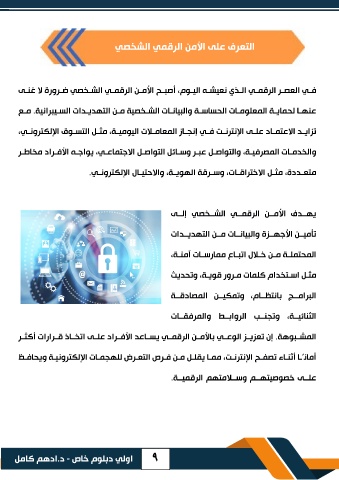 التعرف على الأمن الرقمي الشخصي
في العصر الرقمي الذي نعيشه اليوم، أصبح الأمن الرقمي الشخصي ضرورة لا غنى
عنها لحماية المعلومات الحساسة والبيانات الشخصية من التهديدات السيبرانية. مع
تزايد الاعتماد على الإنترنت في إنجاز المعاملات اليومية، مثل التسوق الإلكتروني،
والخدمات المصرفية، والتواصل عبر وسائل التواصل الاجتماعي، يواجه الأفراد مخاطر
متعددة، مثل الاختراقات، وسرقة الهوية، والاحتيال الإلكتروني.
يهدف الأمن الرقمي الشخصي إلى
تأمين الأجهزة والبيانات من التهديدات
المحتملة من خلال اتباع ممارسات آمنة،
مثل استخدام كلمات مرور قوية، وتحديث
البرامج بانتظام، وتمكين المصادقة
الثنائية، وتجنب الروابط والمرفقات
المشبوهة. إن تعزيز الوعي بالأمن الرقمي يساعد الأفراد على اتخاذ قرارات أكثر
أمانًا أثناء تصفح الإنترنت، مما يقلل من فرص التعرض للهجمات الإلكترونية ويحافظ
على خصوصيتهم وسلامتهم الرقمية.
٩
اولي دبلوم خاص - د.ادهم كامل